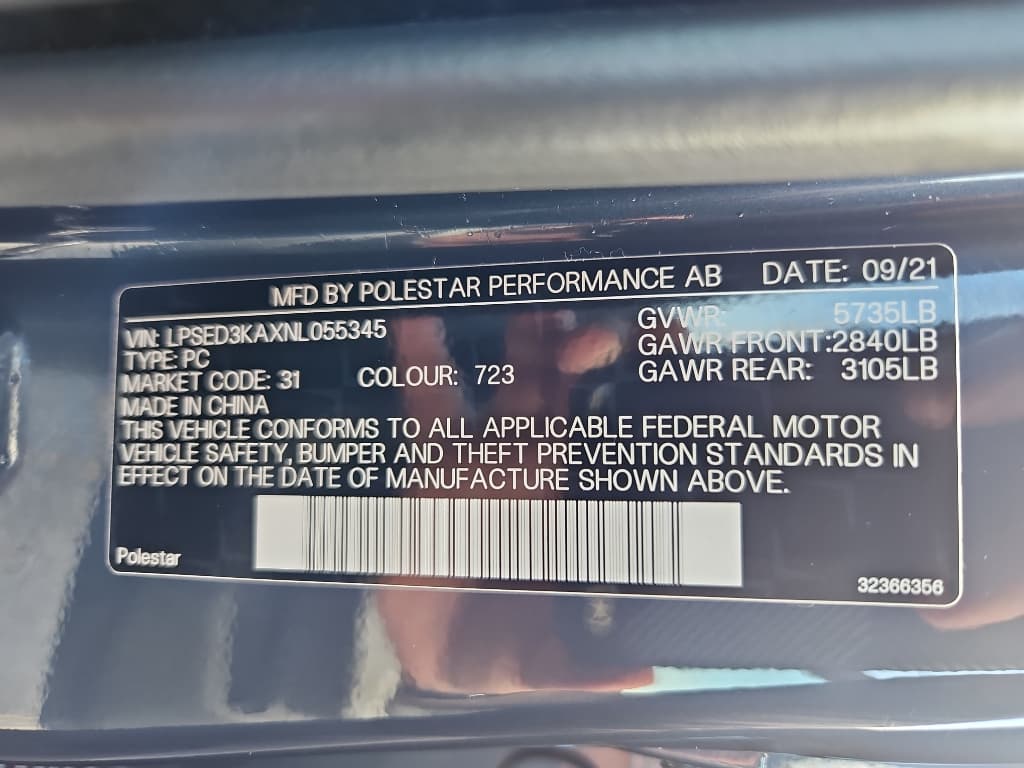 MFD BY POLESTAR PERFORMANCE AB DATE: 09/21
VIN: LPSED3KAXNL055345 GVWR: 5735LB
TYPE: PC GAWR FRONT:2840LB
MARKET CODE: 31 COLOUR: 723 GAWR REAR: 3105LB
MADE IN CHINA
THIS VEHICLE CONFORMS TO ALL APPLICABLE FEDERAL MOTOR
VEHICLE SAFETY, BUMPER AND THEFT PREVENTION STANDARDS IN
EFFECT ON THE DATE OF MANUFACTURE SHOWN ABOVE.
Polestar 32366356